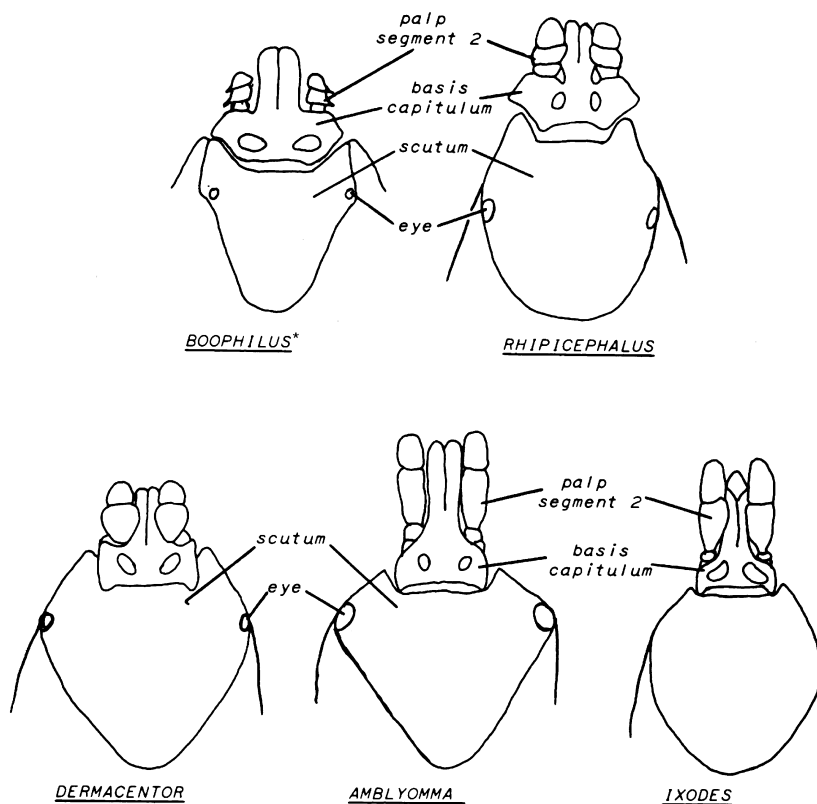 palp
segment 2
basis
capitulum
scutum
eye
BOOPHILUS*
RHIPICEPHALUS
palp
segment 2
scutum
basis
capitulum
eye
DERMACENTOR
AMBLYOMMA
IXODES